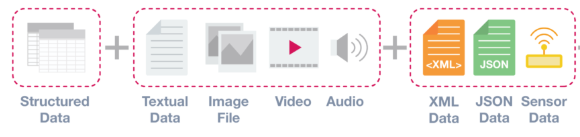 <XML>
JSON
Structured Data
Textual Data
Image File
Video
Audio
XML Data
JSON Data
Sensor Data